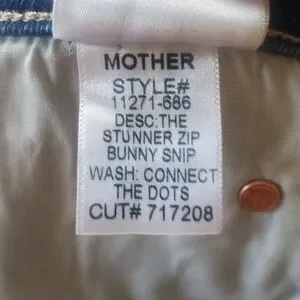 MOTHER
STYLE#
11271-686
DESC:THE
STUNNER ZIP
BUNNY SNIP
WASH: CONNECT
THE DOTS
CUT# 717208